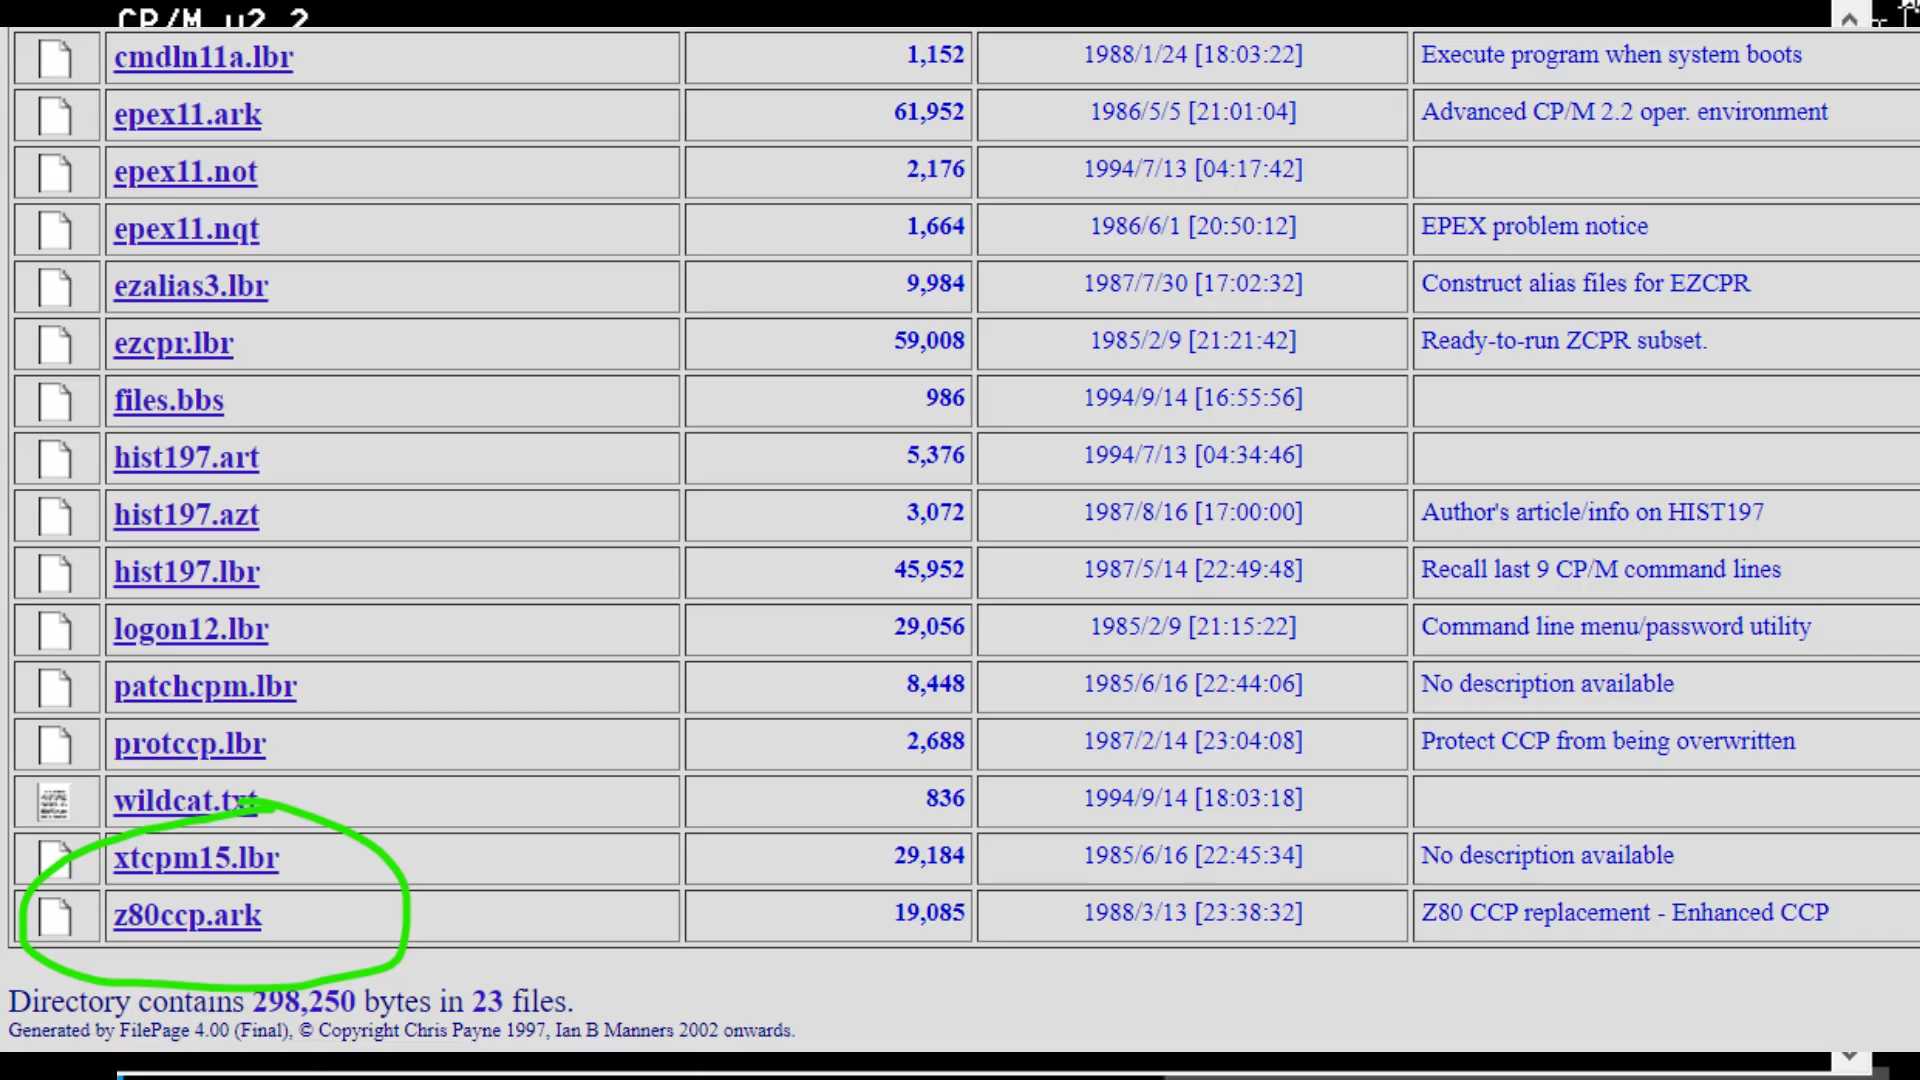 CP/M v2.2
cmdln11a.lbr 1,152 1988/1/24 [18:03:22] Execute program when system boots
epex11.ark 61,952 1986/5/5 [21:01:04] Advanced CP/M 2.2 oper. environment
epex11.not 2,176 1994/7/13 [04:17:42]
epex11.nqt 1,664 1986/6/1 [20:50:12] EPEX problem notice
ezalias3.lbr 9,984 1987/7/30 [17:02:32] Construct alias files for EZCPR
ezcpr.lbr 59,008 1985/2/9 [21:21:42] Ready-to-run ZCPR subset.
files.bbs 986 1994/9/14 [16:55:56]
hist197.art 5,376 1994/7/13 [04:34:46]
hist197.azt 3,072 1987/8/16 [17:00:00] Author's article/info on HIST197
hist197.lbr 45,952 1987/5/14 [22:49:48] Recall last 9 CP/M command lines
logon12.lbr 29,056 1985/2/9 [21:15:22] Command line menu/password utility
patchcpm.lbr 8,448 1985/6/16 [22:44:06] No description available
protccp.lbr 2,688 1987/2/14 [23:04:08] Protect CCP from being overwritten
wildcat.txt 836 1994/9/14 [18:03:18]
xtcpm15.lbr 29,184 1985/6/16 [22:45:34] No description available
z80ccp.ark 19,085 1988/3/13 [23:38:32] Z80 CCP replacement - Enhanced CCP
Directory contains 298,250 bytes in 23 files.
Generated by FilePage 4.00 (Final), © Copyright Chris Payne 1997, Ian B Manners 2002 onwards.